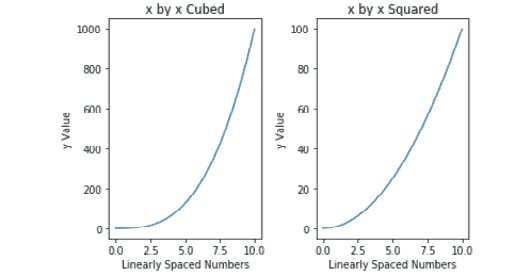 x by x Cubed
1000
800
600
400
200
0
y Value
0.0 2.5 5.0 7.5 10.0
Linearly Spaced Numbers
x by x Squared
100
80
60
40
20
0
y Value
0.0 2.5 5.0 7.5 10.0
Linearly Spaced Numbers